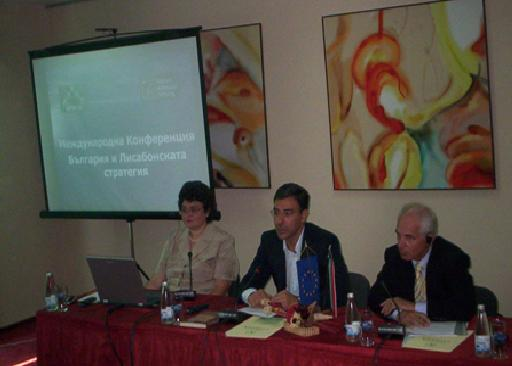 Международна Конференция
България и Лисабонската
стратегия